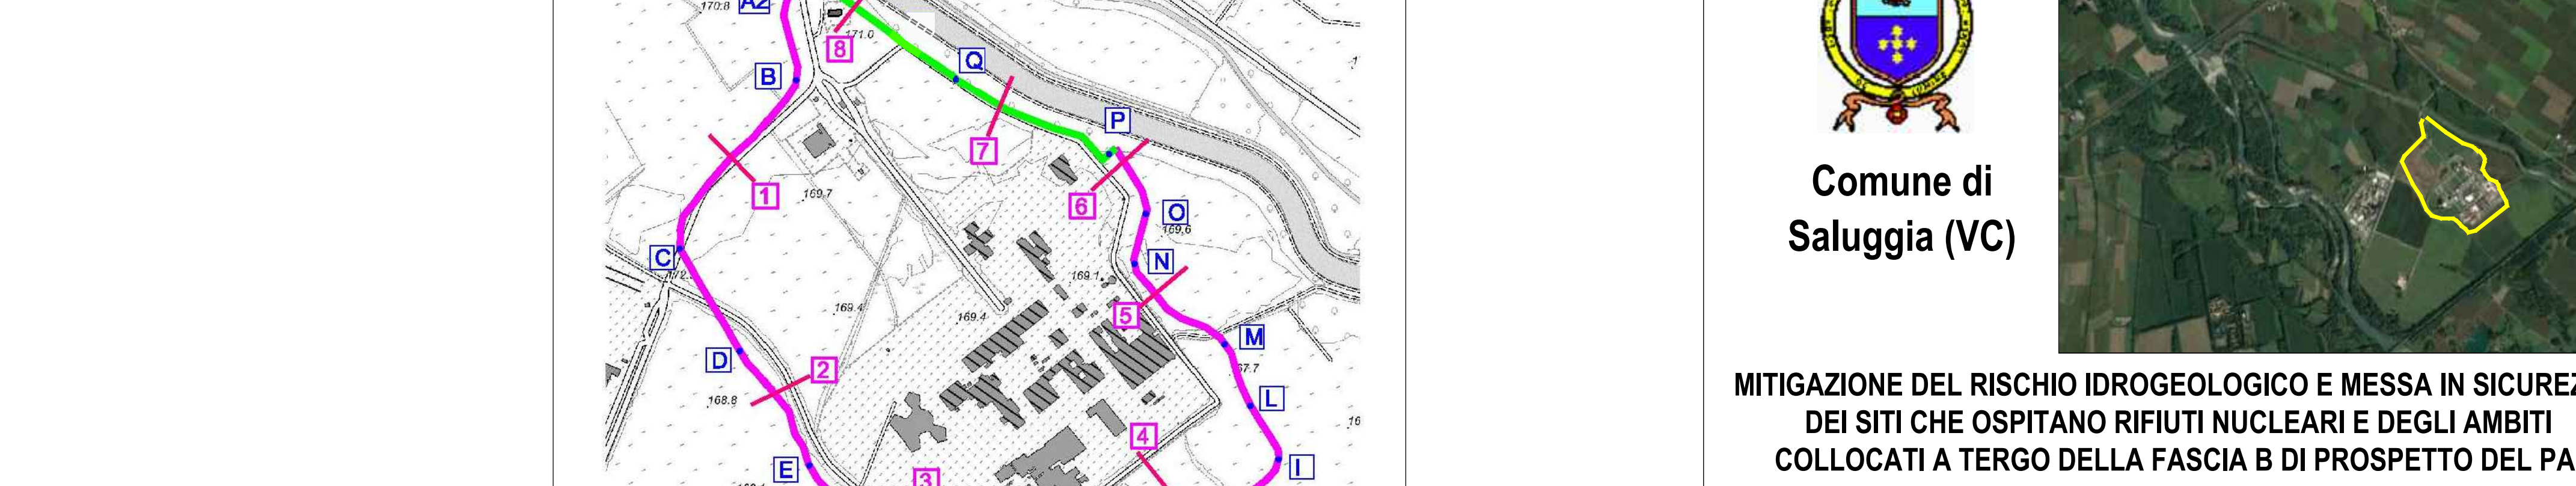 170.8
A2
171.0
8
B
Q
P
7
1
169.7
6
O
169,6
C
N
169.1
5
169.4
169.4
M
D
2
67.7
168.8
L
4
E
3
I
Comune di
Saluggia (VC)
MITIGAZIONE DEL RISCHIO IDROGEOLOGICO E MESSA IN SICUREZ
DEI SITI CHE OSPITANO RIFIUTI NUCLEARI E DEGLI AMBITI
COLLOCATI A TERGO DELLA FASCIA B DI PROSPETTO DEL PA